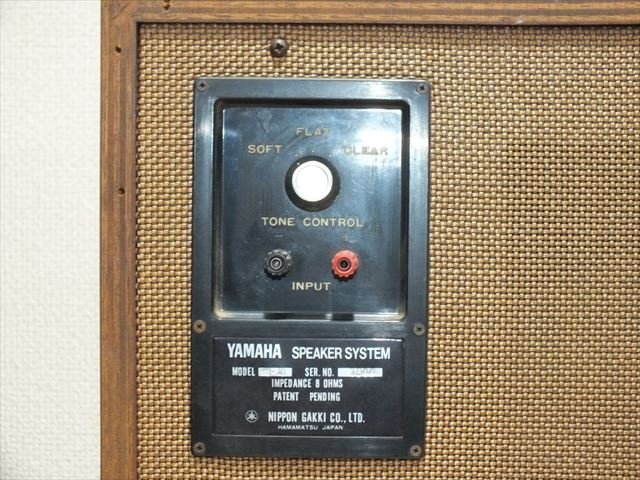 FLAT
SOFT CLEAR
TONE CONTROL
− +
INPUT
YAMAHA SPEAKER SYSTEM
MODEL SER. NO.
IMPEDANCE 8 OHMS
PATENT PENDING
NIPPON GAKKI CO., LTD.
HAMAMATSU JAPAN